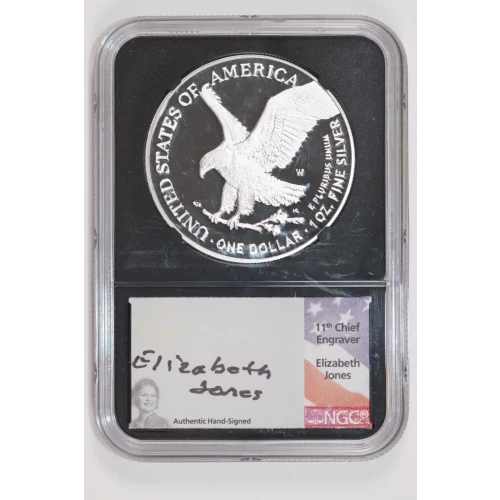 UNITED STATES OF AMERICA
E PLURIBUS UNUM
W
· ONE DOLLAR · 1 OZ. FINE SILVER
11th Chief
Engraver
Elizabeth
Jones
Elizabeth
Jones
Authentic Hand-Signed
NGC